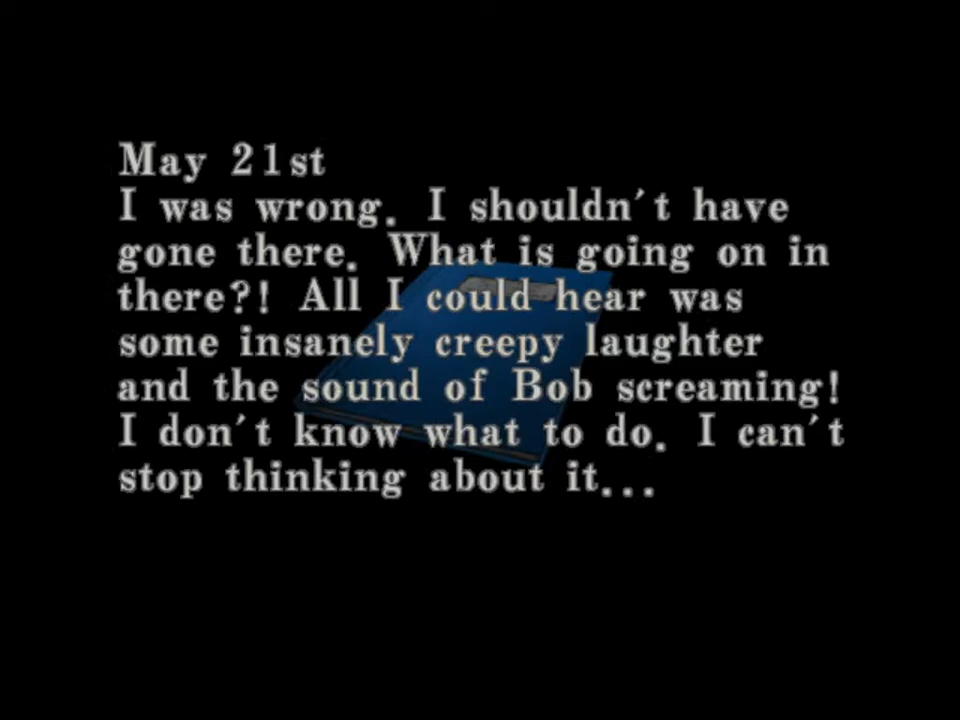 May 21st
I was wrong. I shouldn't have
gone there. What is going on in
there?! All I could hear was
some insanely creepy laughter
and the sound of Bob screaming!
I don't know what to do. I can't
stop thinking about it...